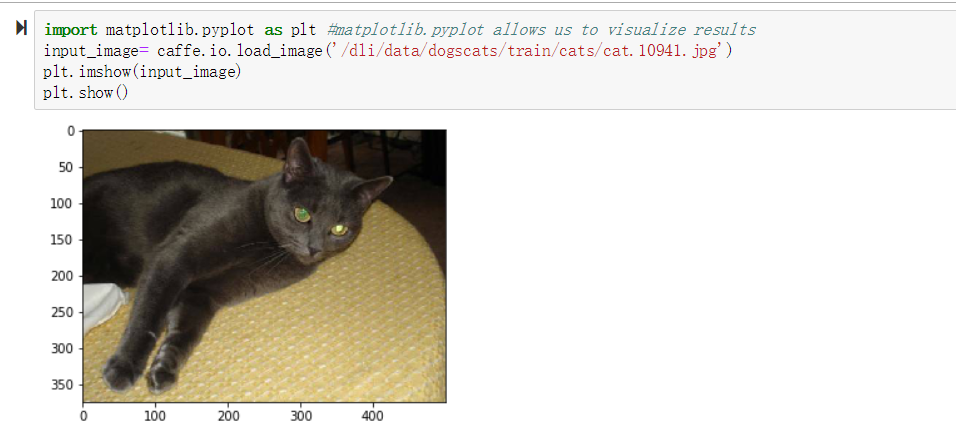 import matplotlib.pyplot as plt #matplotlib.pyplot allows us to visualize results
input_image= caffe.io.load_image('/dli/data/dogscats/train/cats/cat.10941.jpg')
plt.imshow(input_image)
plt.show()
0
50
100
150
200
250
300
350
0 100 200 300 400